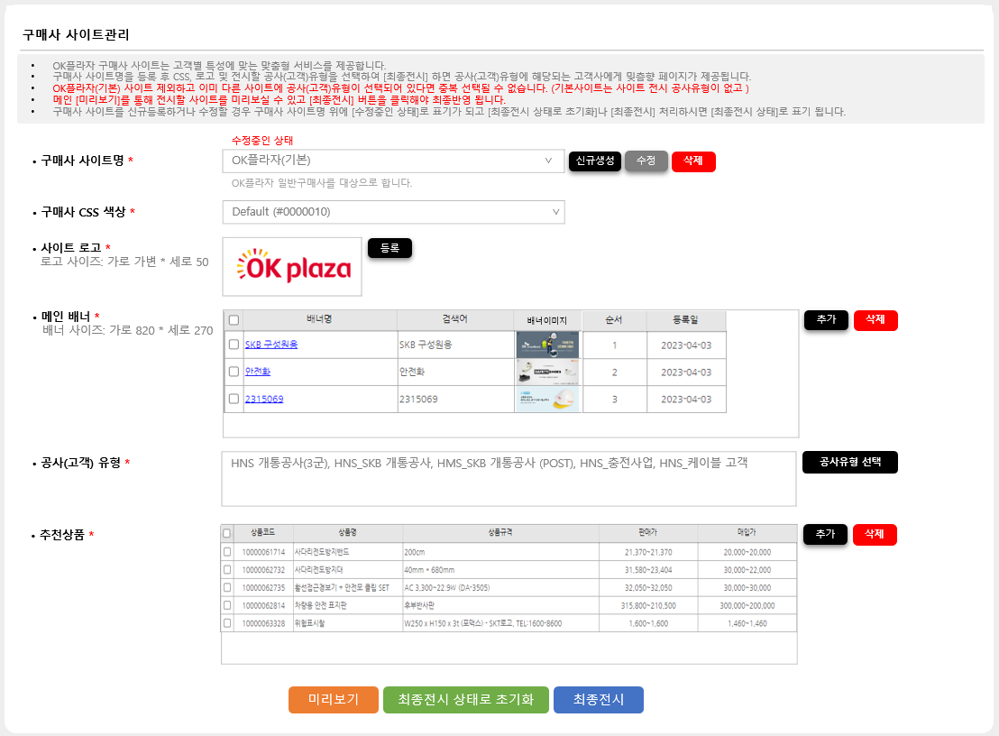 구매사 사이트관리
• OK플라자 구매사 사이트는 고객별 특성에 맞는 맞춤형 서비스를 제공합니다.
• 구매사 사이트명을 등록 후 CSS, 로고 및 전시할 공사(고객)유형을 선택하여 [최종전시] 하면 공사(고객)유형에 해당되는 고객사에게 맞춤향 페이지가 제공됩니다.
• OK플라자(기본) 사이트 제외하고 이미 다른 사이트에 공사(고객)유형이 선택되어 있다면 중복 선택될 수 없습니다. (기본사이트는 사이트 전시 공사유형이 없고 )
• 메인 [미리보기]를 통해 전시할 사이트를 미리보실 수 있고 [최종전시] 버튼을 클릭해야 최종반영 됩니다.
• 구매사 사이트를 신규등록하거나 수정할 경우 구매사 사이트명 위에 [수정중인 상태]로 표기가 되고 [최종전시 상태로 초기화]나 [최종전시] 처리하시면 [최종전시 상태]로 표기 됩니다.
수정중인 상태
• 구매사 사이트명 * OK플라자(기본) 신규생성 수정 삭제
OK플라자 일반구매사를 대상으로 합니다.
• 구매사 CSS 색상 * Default (#0000010)
• 사이트 로고 * 등록
로고 사이즈: 가로 가변 * 세로 50
OK plaza
• 메인 배너 * 추가 삭제
배너 사이즈: 가로 820 * 세로 270
배너명 검색어 배너이미지 순서 등록일
SKB 구성원용 SKB 구성원용 1 2023-04-03
안전화 안전화 2 2023-04-03
2315069 2315069 3 2023-04-03
• 공사(고객) 유형 * HNS 개통공사(3군), HNS_SKB 개통공사, HMS_SKB 개통공사 (POST), HNS_충전사업, HNS_케이블 고객 공사유형 선택
• 추천상품 * 추가 삭제
상품코드 상품명 상품규격 판매가 매입가
10000061714 사다리전도방지밴드 200cm 21,370~21,370 20,000~20,000
10000062732 사다리전도방지대 40mm * 680mm 31,580~23,404 30,000~22,000
10000062735 활선접근경보기 + 안전모 클립 SET AC 3,300~22.9㎸ (DA-3505) 32,050~32,050 30,000~30,000
10000062814 차량용 안전 표지판 후부반사판 315,800~210,500 300,000~200,000
10000063328 위험표시찰 W250 x H150 x 3t (포맥스) - SKT로고, TEL:1600-8600 1,600~1,600 1,460~1,460
미리보기 최종전시 상태로 초기화 최종전시